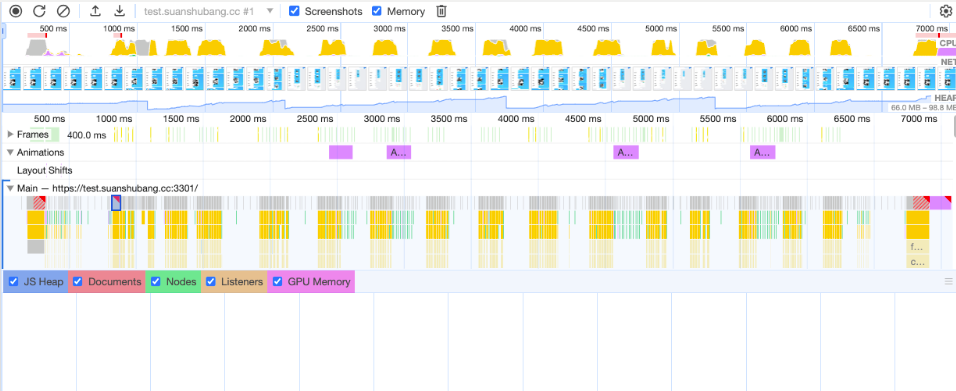 test.suanshubang.cc #1 Screenshots Memory
500 ms 1000 ms 1500 ms 2000 ms 2500 ms 3000 ms 3500 ms 4000 ms 4500 ms 5000 ms 5500 ms 6000 ms 6500 ms 7000 ms
CPU
NET
HEAP
66.0 MB – 98.8 MB
500 ms 1000 ms 1500 ms 2000 ms 2500 ms 3000 ms 3500 ms 4000 ms 4500 ms 5000 ms 5500 ms 6000 ms 6500 ms 7000 ms
Frames 400.0 ms
Animations A... A... A...
Layout Shifts
Main — https://test.suanshubang.cc:3301/
f...
c...
JS Heap Documents Nodes Listeners GPU Memory